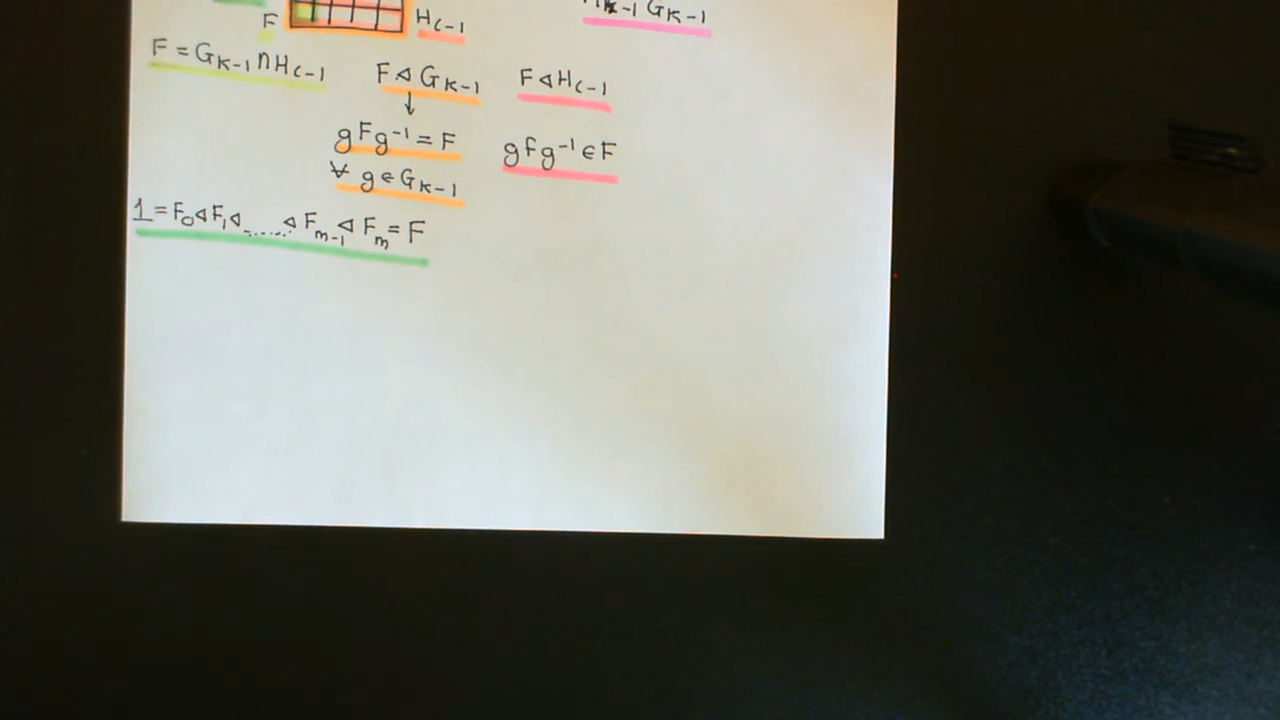 F H_{C-1} H_{K-1} G_{K-1}
F = G_{K-1} ∩ H_{C-1} F ◁ G_{K-1} F ◁ H_{C-1}
↓
gFg⁻¹ = F gfg⁻¹ ∈ F
∀ g ∈ G_{K-1}
1 = F_0 ◁ F_1 ◁ ...... ◁ F_{m-1} ◁ F_m = F